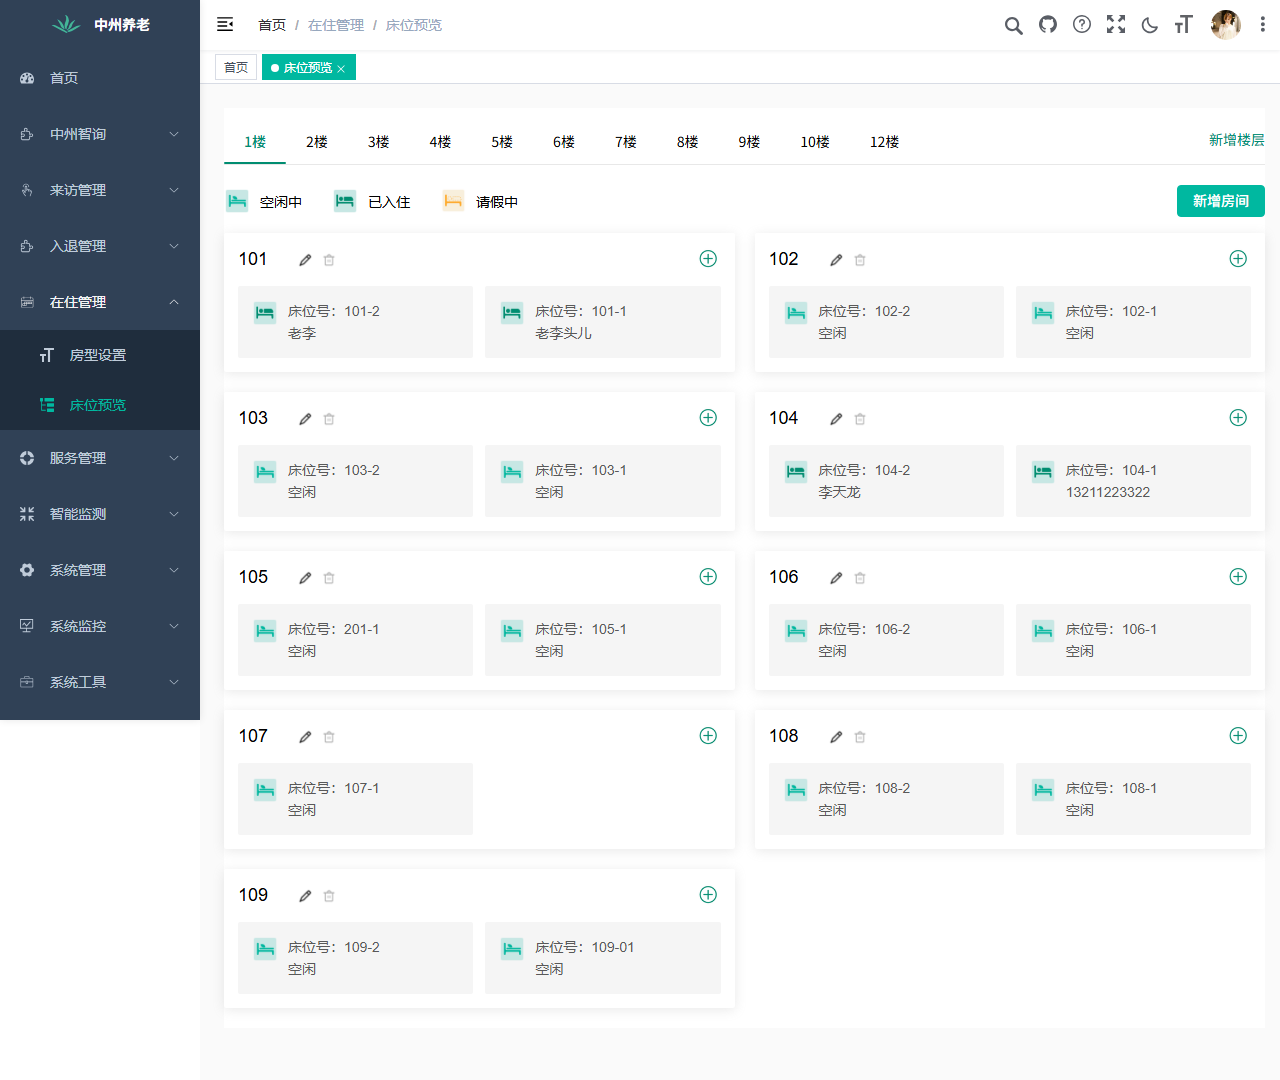 中州养老
首页 / 在住管理 / 床位预览
首页
床位预览
首页
中州智询
来访管理
入退管理
在住管理
房型设置
床位预览
服务管理
智能监测
系统管理
系统监控
系统工具
1楼 2楼 3楼 4楼 5楼 6楼 7楼 8楼 9楼 10楼 12楼
新增楼层
空闲中 已入住 请假中
新增房间
101
床位号：101-2
老李
床位号：101-1
老李头儿
102
床位号：102-2
空闲
床位号：102-1
空闲
103
床位号：103-2
空闲
床位号：103-1
空闲
104
床位号：104-2
李天龙
床位号：104-1
13211223322
105
床位号：201-1
空闲
床位号：105-1
空闲
106
床位号：106-2
空闲
床位号：106-1
空闲
107
床位号：107-1
空闲
108
床位号：108-2
空闲
床位号：108-1
空闲
109
床位号：109-2
空闲
床位号：109-01
空闲